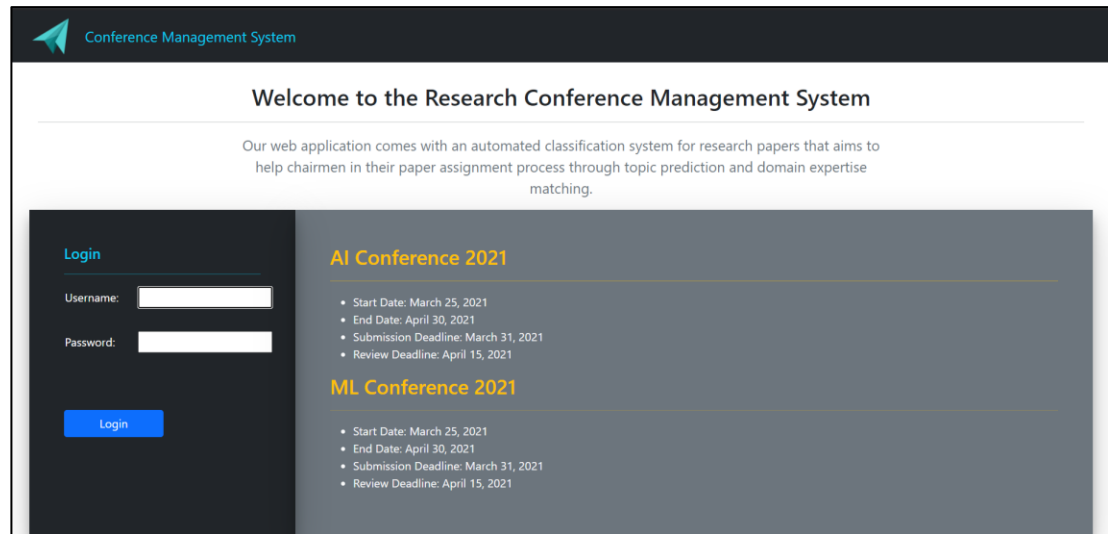 Conference Management System
Welcome to the Research Conference Management System
Our web application comes with an automated classification system for research papers that aims to
help chairmen in their paper assignment process through topic prediction and domain expertise
matching.
Login
Username:
Password:
Login
AI Conference 2021
• Start Date: March 25, 2021
• End Date: April 30, 2021
• Submission Deadline: March 31, 2021
• Review Deadline: April 15, 2021
ML Conference 2021
• Start Date: March 25, 2021
• End Date: April 30, 2021
• Submission Deadline: March 31, 2021
• Review Deadline: April 15, 2021